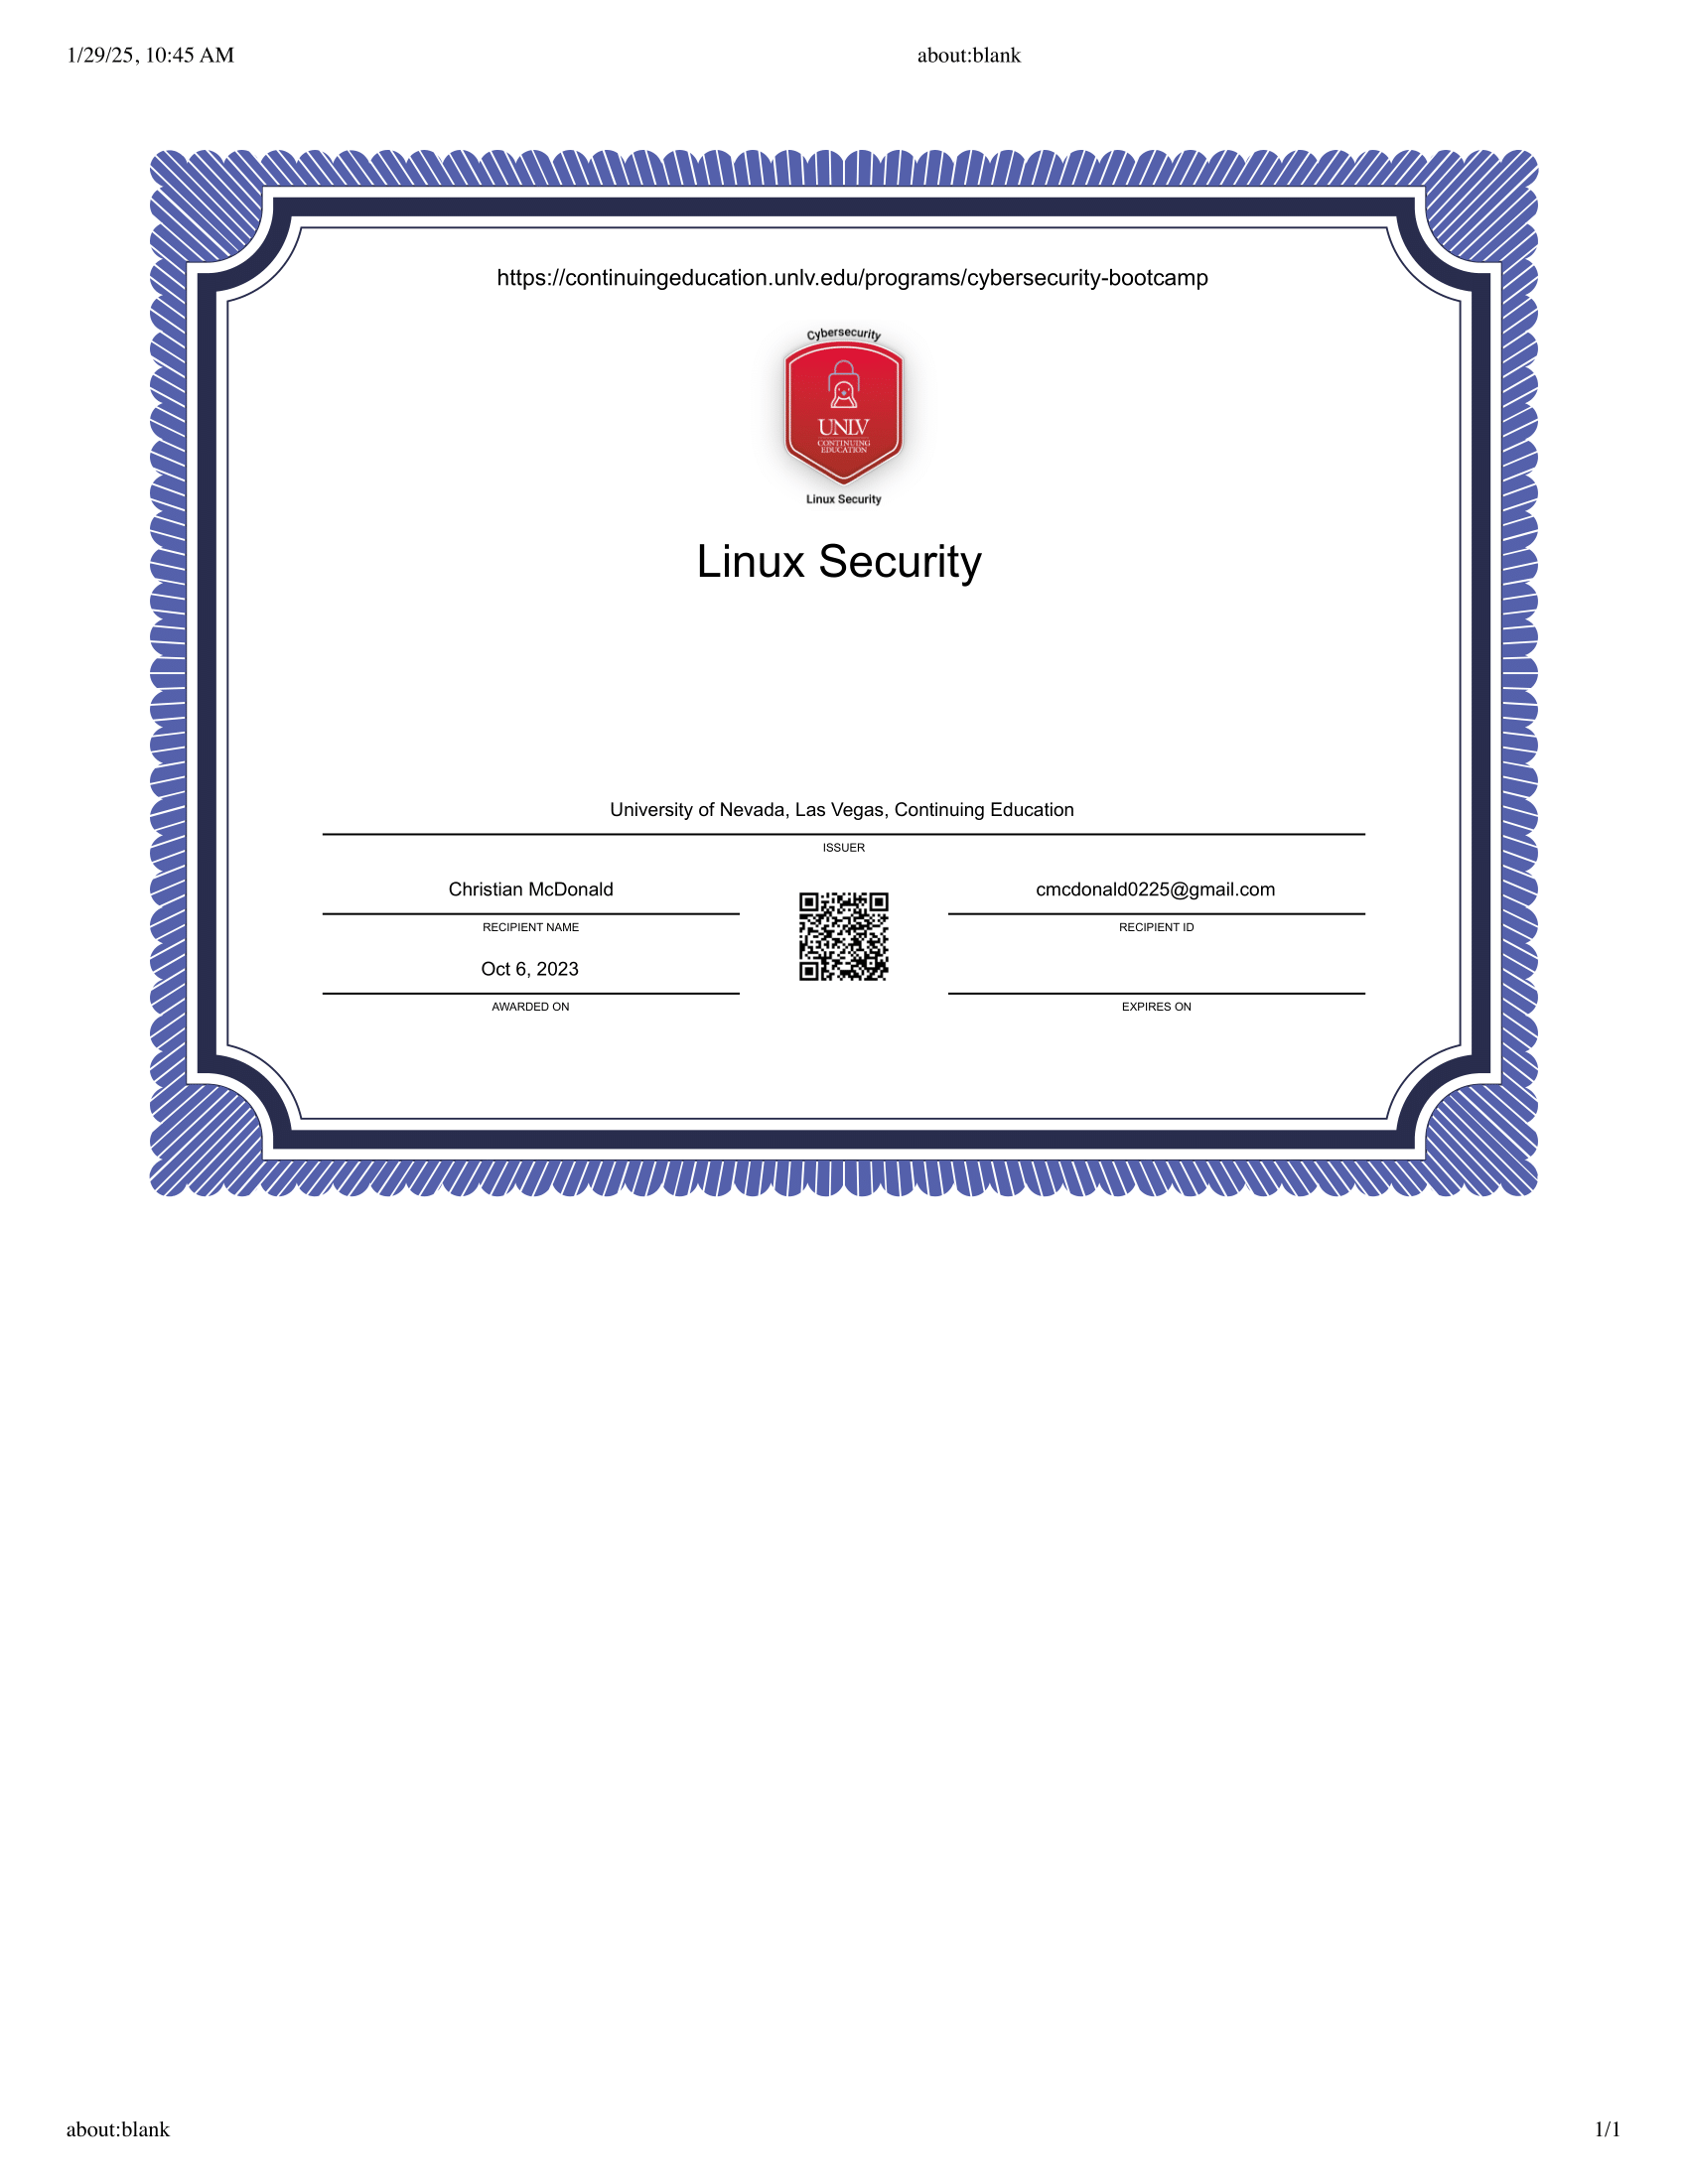 1/29/25, 10:45 AM
about:blank
https://continuingeducation.unlv.edu/programs/cybersecurity-bootcamp
Cybersecurity
UNLV
CONTINUING
EDUCATION
Linux Security
Linux Security
University of Nevada, Las Vegas, Continuing Education
ISSUER
Christian McDonald
cmcdonald0225@gmail.com
RECIPIENT NAME
RECIPIENT ID
Oct 6, 2023
AWARDED ON
EXPIRES ON
about:blank
1/1